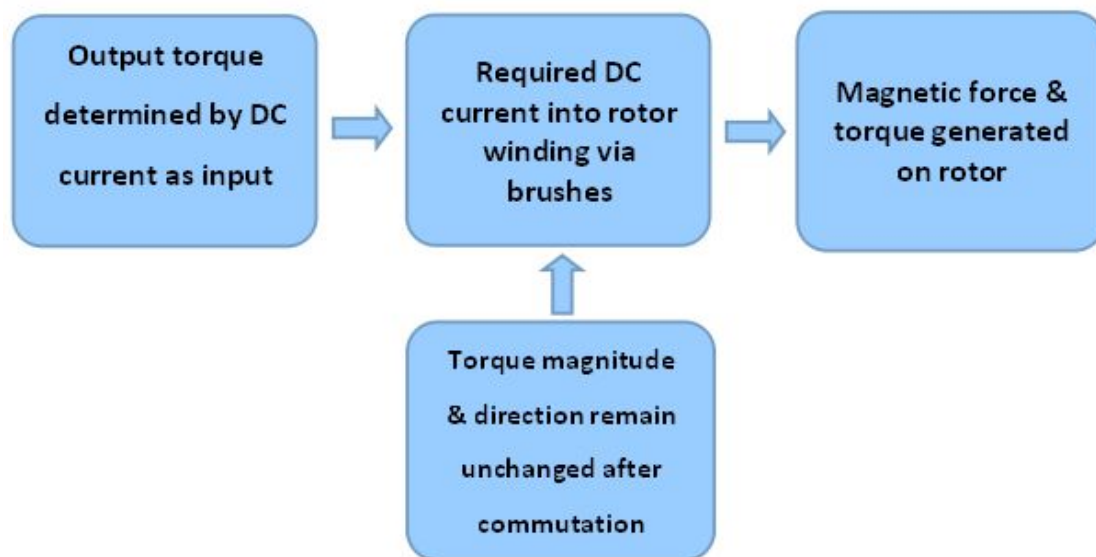 Output torque
determined by DC
current as input
Required DC
current into rotor
winding via
brushes
Magnetic force &
torque generated
on rotor
Torque magnitude
& direction remain
unchanged after
commutation